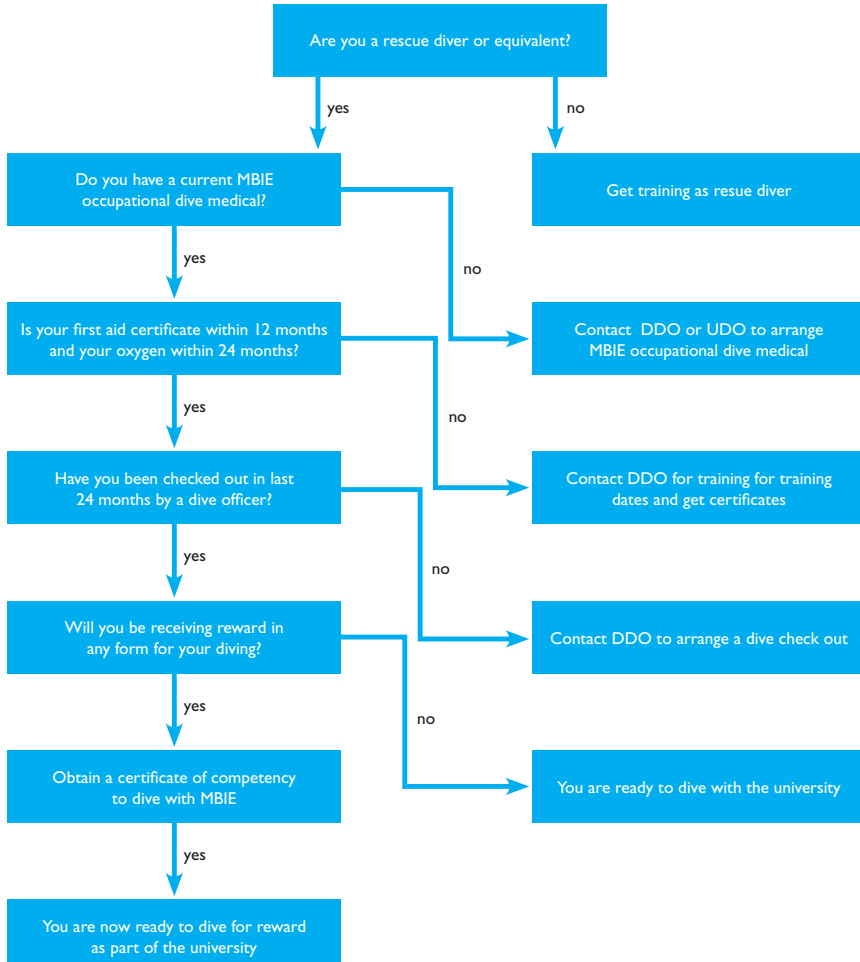 Are you a rescue diver or equivalent?
yes
no
Do you have a current MBIE
occupational dive medical?
Get training as resue diver
yes
no
Is your first aid certificate within 12 months
and your oxygen within 24 months?
Contact DDO or UDO to arrange
MBIE occupational dive medical
yes
no
Have you been checked out in last
24 months by a dive officer?
Contact DDO for training for training
dates and get certificates
yes
no
Will you be receiving reward in
any form for your diving?
Contact DDO to arrange a dive check out
yes
no
Obtain a certificate of competency
to dive with MBIE
You are ready to dive with the university
yes
You are now ready to dive for reward
as part of the university